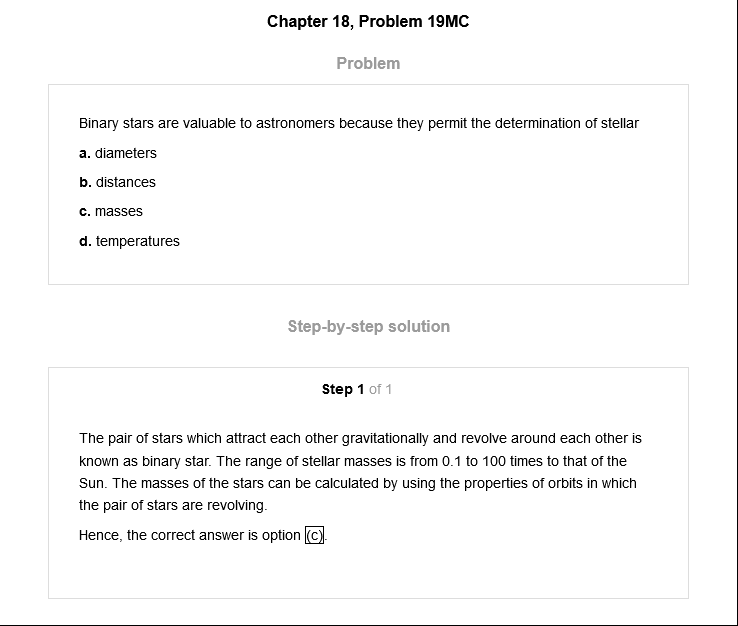 Chapter 18, Problem 19MC
Problem
Binary stars are valuable to astronomers because they permit the determination of stellar
a. diameters
b. distances
c. masses
d. temperatures
Step-by-step solution
Step 1 of 1
The pair of stars which attract each other gravitationally and revolve around each other is
known as binary star. The range of stellar masses is from 0.1 to 100 times to that of the
Sun. The masses of the stars can be calculated by using the properties of orbits in which
the pair of stars are revolving.
Hence, the correct answer is option (c).